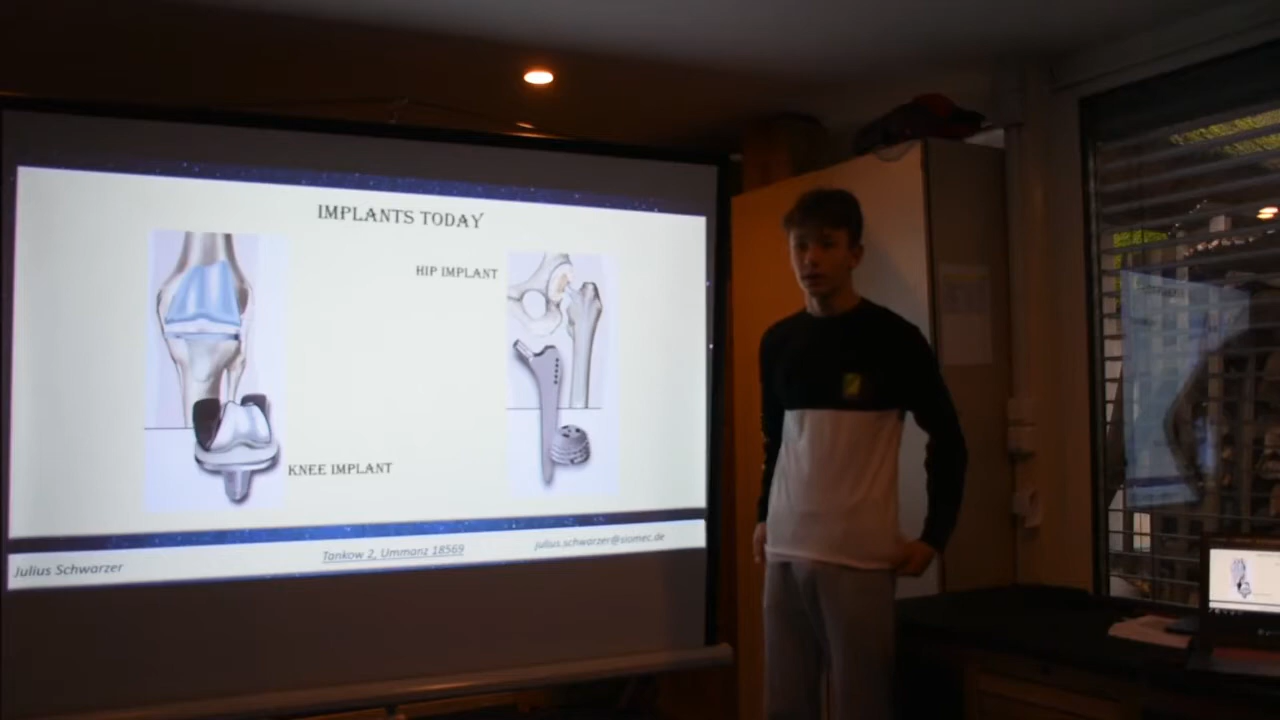 IMPLANTS TODAY
HIP IMPLANT
KNEE IMPLANT
Julius Schwarzer
Tankow 2, Ummanz 18569
julius.schwarzer@siomec.de